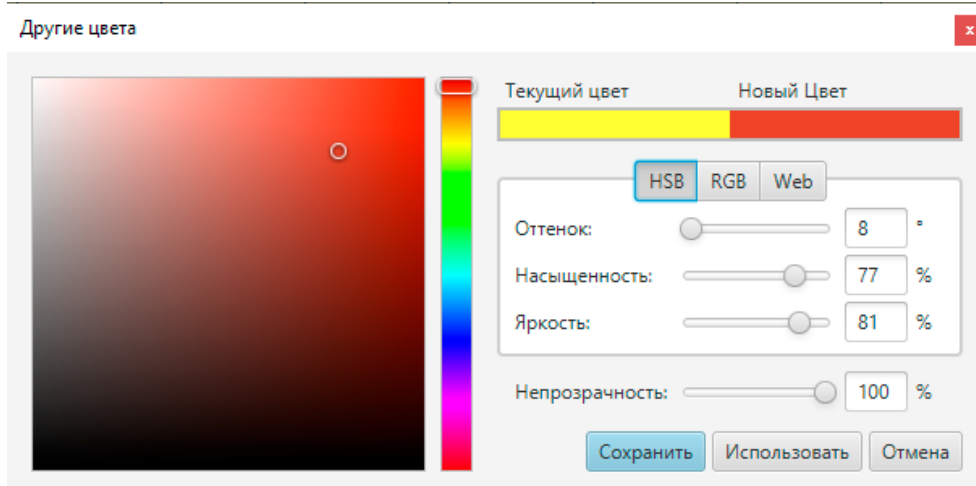 Другие цвета
x
Текущий цвет Новый Цвет
HSB RGB Web
Оттенок: 8 °
Насыщенность: 77 %
Яркость: 81 %
Непрозрачность: 100 %
Сохранить Использовать Отмена